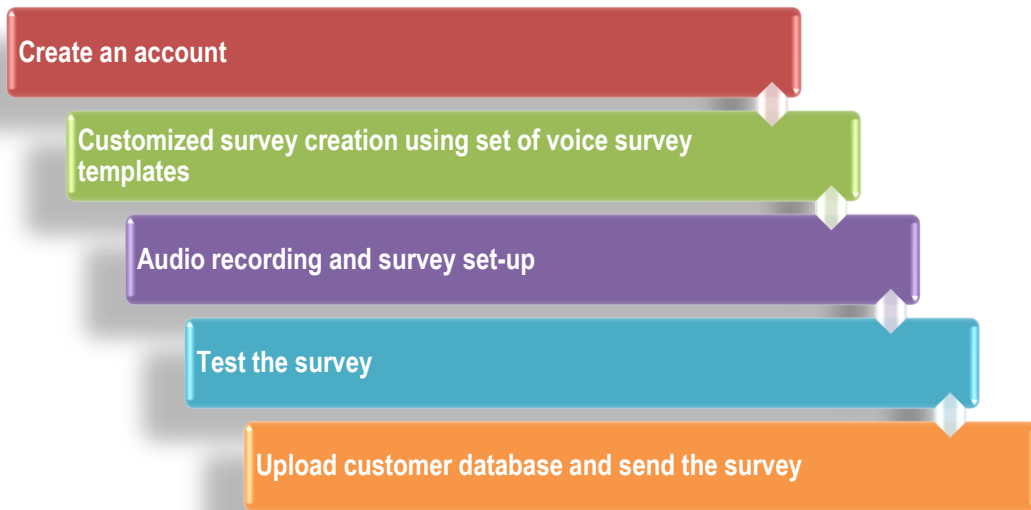 Create an account
Customized survey creation using set of voice survey
templates
Audio recording and survey set-up
Test the survey
Upload customer database and send the survey